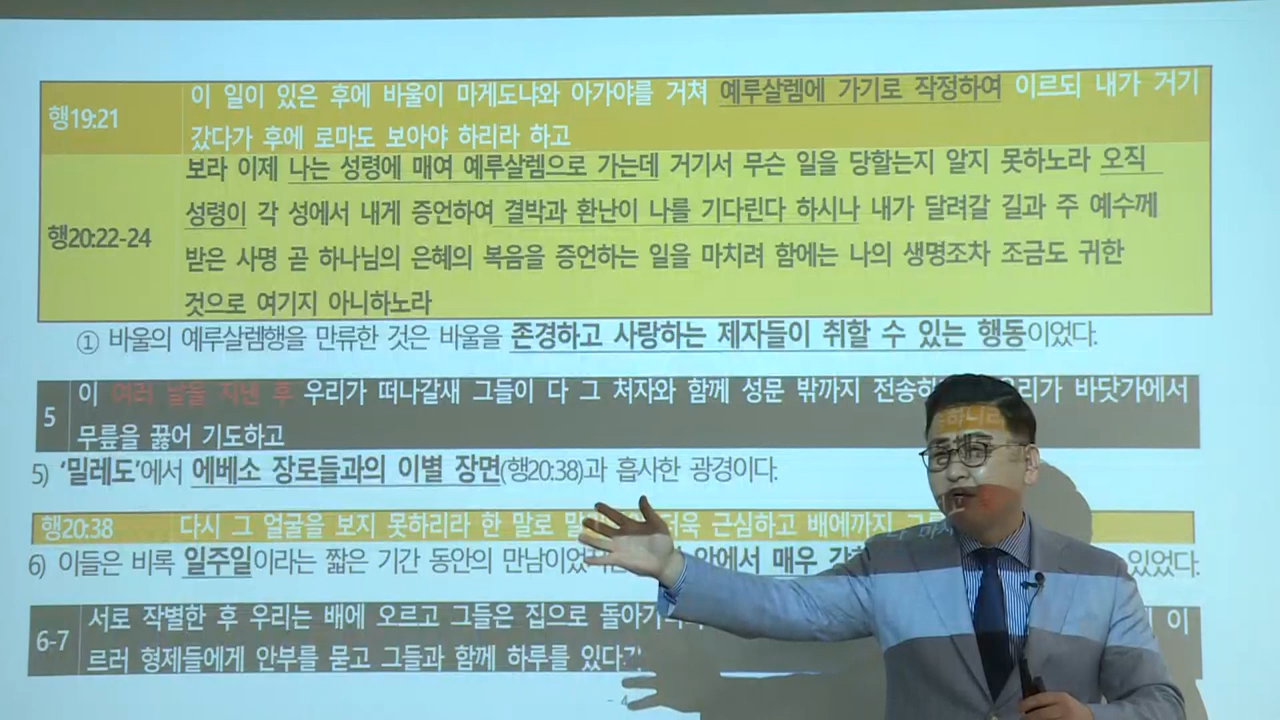 행19:21
이 일이 있은 후에 바울이 마게도냐와 아가야를 거쳐 예루살렘에 가기로 작정하여 이르되 내가 거기
갔다가 후에 로마도 보아야 하리라 하고
행20:22-24
보라 이제 나는 성령에 매여 예루살렘으로 가는데 거기서 무슨 일을 당할는지 알지 못하노라 오직
성령이 각 성에서 내게 증언하여 결박과 환난이 나를 기다린다 하시나 내가 달려갈 길과 주 예수께
받은 사명 곧 하나님의 은혜의 복음을 증언하는 일을 마치려 함에는 나의 생명조차 조금도 귀한
것으로 여기지 아니하노라
① 바울의 예루살렘행을 만류한 것은 바울을 존경하고 사랑하는 제자들이 취할 수 있는 행동이었다.
5
이 여러 날을 지낸 후 우리가 떠나갈새 그들이 다 그 처자와 함께 성문 밖까지 전송하 우리가 바닷가에서
무릎을 꿇어 기도하고
5) ‘밀레도’에서 에베소 장로들과의 이별 장면(행20:38)과 흡사한 광경이다.
행20:38 다시 그 얼굴을 보지 못하리라 한 말로 말 더욱 근심하고 배에까지
6) 이들은 비록 일주일이라는 짧은 기간 동안의 만남이었 안에서 매우 있었다.
6-7
서로 작별한 후 우리는 배에 오르고 그들은 집으로 돌아가 이
르러 형제들에게 안부를 묻고 그들과 함께 하루를 있다가